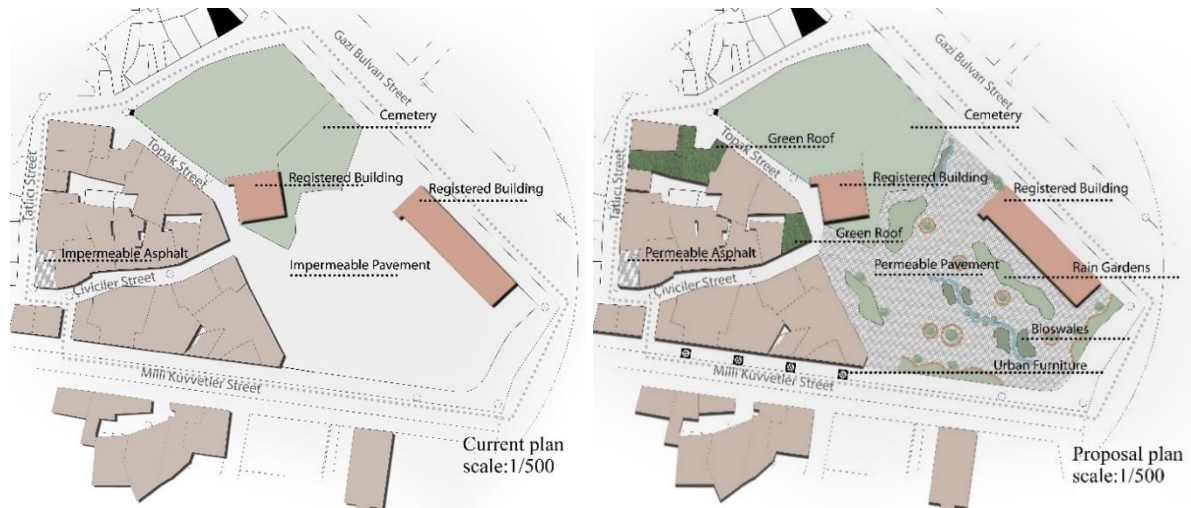 Gazi Bulvarı Street
Cemetery
Topak Street
Tatlıcı Street
Registered Building
Registered Building
Impermeable Asphalt
Impermeable Pavement
Civiciler Street
Milli Kuvvetler Street
Current plan
scale:1/500
Gazi Bulvarı Street
Cemetery
Green Roof
Topak Street
Tatlıcı Street
Registered Building
Registered Building
Green Roof
Permeable Asphalt
Permeable Pavement
Rain Gardens
Civiciler Street
Bioswales
Urban Furniture
Milli Kuvvetler Street
Proposal plan
scale:1/500